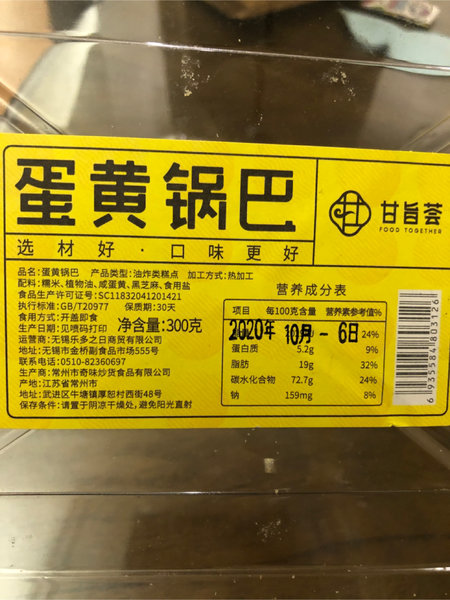 蛋黄锅巴
甘旨荟
FOOD TOGETHER
选材好·口味更好
品名:蛋黄锅巴 产品类型:油炸类糕点 加工方式:热加工
配料:糯米、植物油、咸蛋黄、黑芝麻、食用盐
食品生产许可证号:SC11832041201421
执行标准:GB/T20977 保质期:30天
食用方式:开盖即食
生产日期:见喷码打印 净含量:300克
运营商:无锡乐多之日商贸有限公司
地址:无锡市金桥副食品市场555号
联系电话:0510-82360697
生产商:常州市奇味炒货食品有限公司
产地:江苏省常州市
地址:武进区牛塘镇厚恕村西街48号
保存条件:请置于阴凉干燥处,避免阳光直射
营养成分表
项目 每100克含量 营养素参考值%
24%
2020年 10月 - 6日
蛋白质 5.2g 9%
脂肪 19g 32%
碳水化合物 72.7g 24%
钠 159mg 8%
6935584803126